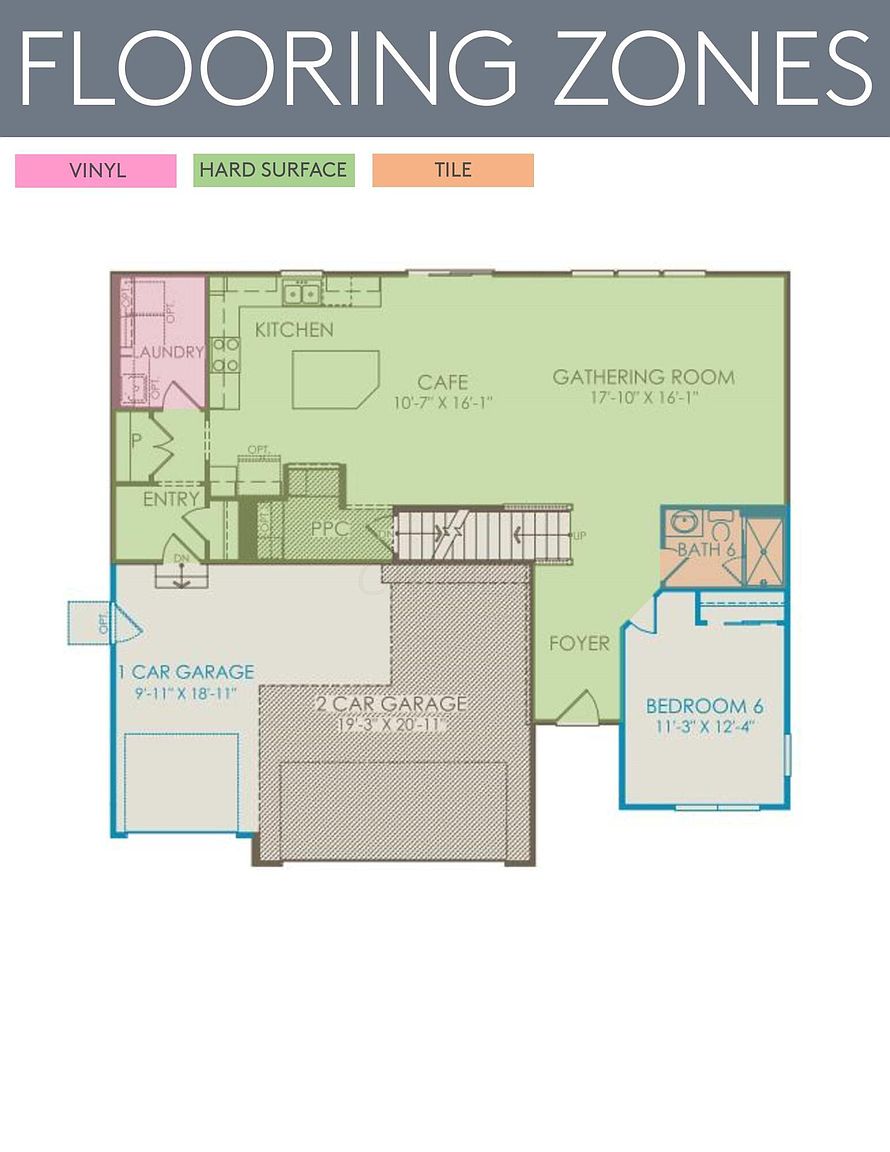 FLOORING ZONES
VINYL
HARD SURFACE
TILE
OPT.
OPT.
LAUNDRY
OPT.
KITCHEN
CAFE
10'-7" X 16'-1"
GATHERING ROOM
17'-10" X 16'-1"
P
OPT.
ENTRY
OPT.
PPC
DN
UP
BATH 6
DN
OPT.
FOYER
1 CAR GARAGE
9'-11" X 18'-11"
2 CAR GARAGE
19'-3" X 20'-11"
BEDROOM 6
11'-3" X 12'-4"